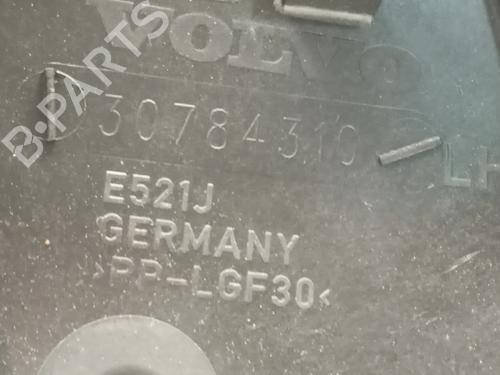 VOLVO
30784310
LH
E521J
GERMANY
>PP-LGF30<
B-PARTS